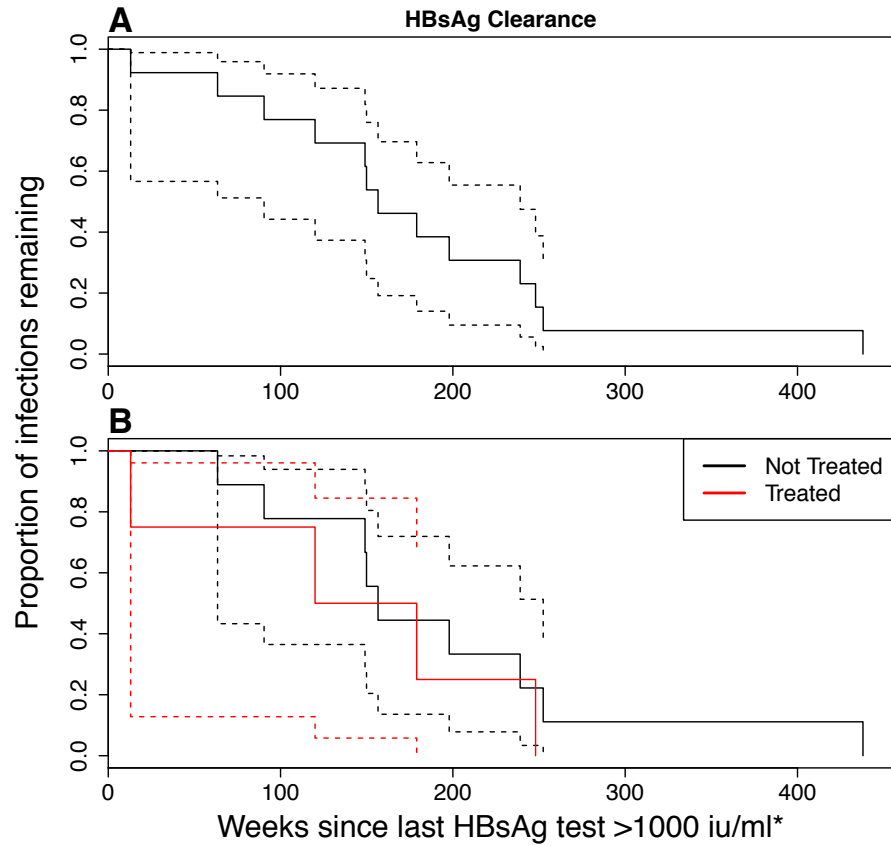 A
HBsAg Clearance
1.0
0.8
0.6
0.4
0.2
0.0
0 100 200 300 400
Proportion of infections remaining
B
1.0
0.8
0.6
0.4
0.2
0.0
Not Treated
Treated
0 100 200 300 400
Weeks since last HBsAg test >1000 iu/ml*